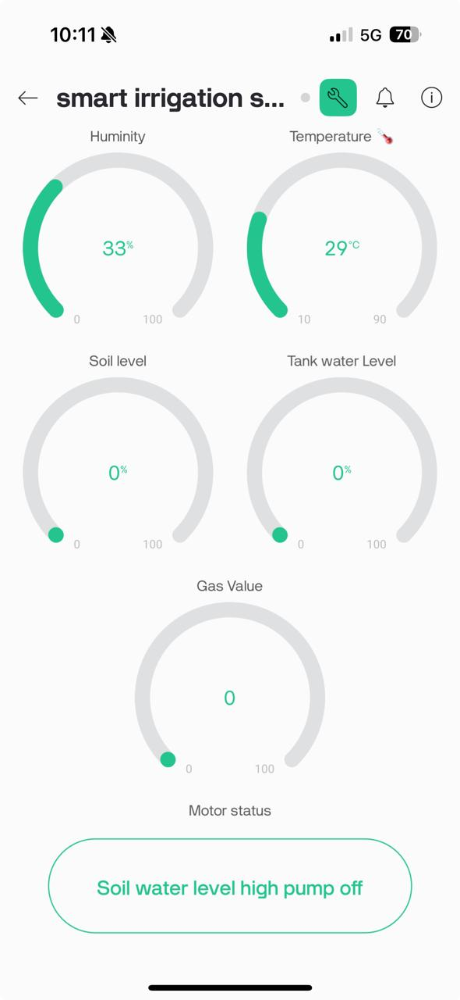 10:11 5G 70
smart irrigation s...
Huminity Temperature 🌡️
33% 29°C
0 100 10 90
Soil level Tank water Level
0% 0%
0 100 0 100
Gas Value
0
0 100
Motor status
Soil water level high pump off